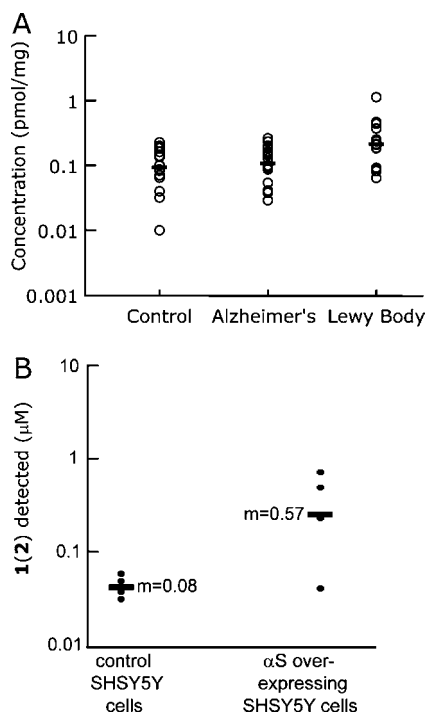 A
Concentration (pmol/mg)
10
1
0.1
0.01
0.001
Control Alzheimer's Lewy Body
B
1(2) detected (μM)
10
1
0.1
0.01
m=0.08
m=0.57
control
SHSY5Y
cells
αS over-
expressing
SHSY5Y cells